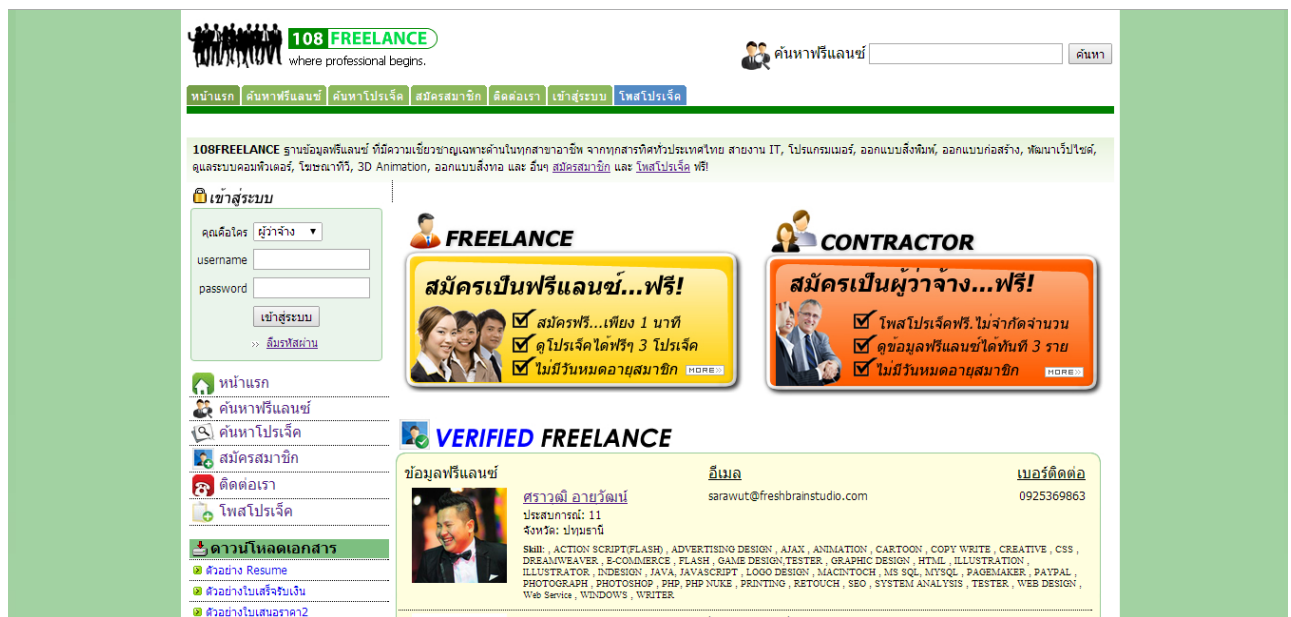 108 FREELANCE
where professional begins.
ค้นหาฟรีแลนซ์
ค้นหา
หน้าแรก ค้นหาฟรีแลนซ์ ค้นหาโปรเจ็ค สมัครสมาชิก ติดต่อเรา เข้าสู่ระบบ โพสโปรเจ็ค
108FREELANCE ฐานข้อมูลฟรีแลนซ์ ที่มีความเชี่ยวชาญเฉพาะด้านในทุกสาขาอาชีพ จากทุกสารทิศทั่วประเทศไทย สายงาน IT, โปรแกรมเมอร์, ออกแบบสิ่งพิมพ์, ออกแบบก่อสร้าง, พัฒนาเว็บไซต์,
ดูแลระบบคอมพิวเตอร์, โฆษณาทีวี, 3D Animation, ออกแบบสิ่งทอ และ อื่นๆ สมัครสมาชิก และ โพสโปรเจ็ค ฟรี!
เข้าสู่ระบบ
คุณคือใคร ผู้ว่าจ้าง
username
password
เข้าสู่ระบบ
›› ลืมรหัสผ่าน
หน้าแรก
ค้นหาฟรีแลนซ์
ค้นหาโปรเจ็ค
สมัครสมาชิก
ติดต่อเรา
โพสโปรเจ็ค
ดาวน์โหลดเอกสาร
ตัวอย่าง Resume
ตัวอย่างใบเสร็จรับเงิน
ตัวอย่างใบเสนอราคา2
FREELANCE
สมัครเป็นฟรีแลนซ์...ฟรี!
สมัครฟรี...เพียง 1 นาที
ดูโปรเจ็คได้ฟรีๆ 3 โปรเจ็ค
ไม่มีวันหมดอายุสมาชิก MORE››
CONTRACTOR
สมัครเป็นผู้ว่าจ้าง...ฟรี!
โพสโปรเจ็คฟรี.ไม่จำกัดจำนวน
ดูข้อมูลฟรีแลนซ์ได้ทันที 3 ราย
ไม่มีวันหมดอายุสมาชิก MORE››
VERIFIED FREELANCE
ข้อมูลฟรีแลนซ์ อีเมล เบอร์ติดต่อ
ศราวุฒิ อายวัฒน์ sarawut@freshbrainstudio.com 0925369863
ประสบการณ์: 11
จังหวัด: ปทุมธานี
Skill: , ACTION SCRIPT(FLASH) , ADVERTISING DESIGN , AJAX , ANIMATION , CARTOON , COPY WRITE , CREATIVE , CSS ,
DREAMWEAVER , E-COMMERCE , FLASH , GAME DESIGN,TESTER , GRAPHIC DESIGN , HTML , ILLUSTRATION ,
ILLUSTRATOR , INDESIGN , JAVA, JAVASCRIPT , LOGO DESIGN , MACINTOCH , MS SQL, MYSQL , PAGEMAKER , PAYPAL ,
PHOTOGRAPH , PHOTOSHOP , PHP, PHP NUKE , PRINTING , RETOUCH , SEO , SYSTEM ANALYSIS , TESTER , WEB DESIGN ,
Web Service , WINDOWS , WRITER